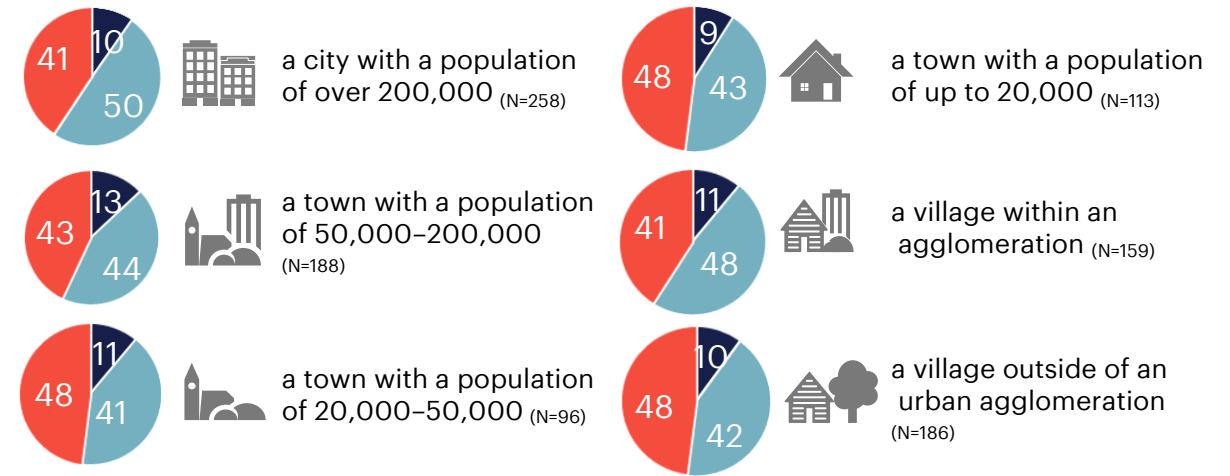 10
41
50
a city with a population
of over 200,000 (N=258)
13
43
44
a town with a population
of 50,000–200,000
(N=188)
11
48
41
a town with a population
of 20,000–50,000 (N=96)
9
48
43
a town with a population
of up to 20,000 (N=113)
11
41
48
a village within an
agglomeration (N=159)
10
48
42
a village outside of an
urban agglomeration
(N=186)